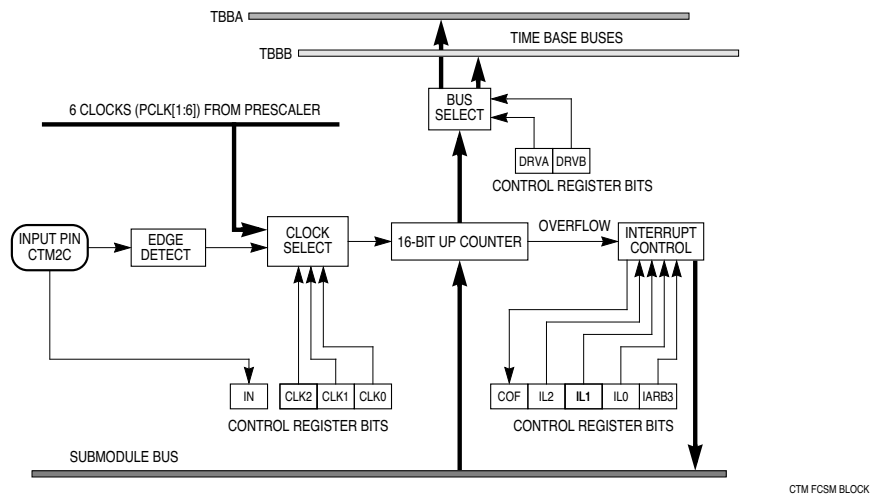 TBBA
TIME BASE BUSES
TBBB
6 CLOCKS (PCLK[1:6]) FROM PRESCALER
BUS
SELECT
DRVA DRVB
CONTROL REGISTER BITS
INPUT PIN
CTM2C
EDGE
DETECT
CLOCK
SELECT
16-BIT UP COUNTER
OVERFLOW
INTERRUPT
CONTROL
IN
CLK2 CLK1 CLK0
CONTROL REGISTER BITS
COF IL2 IL1 IL0 IARB3
CONTROL REGISTER BITS
SUBMODULE BUS
CTM FCSM BLOCK